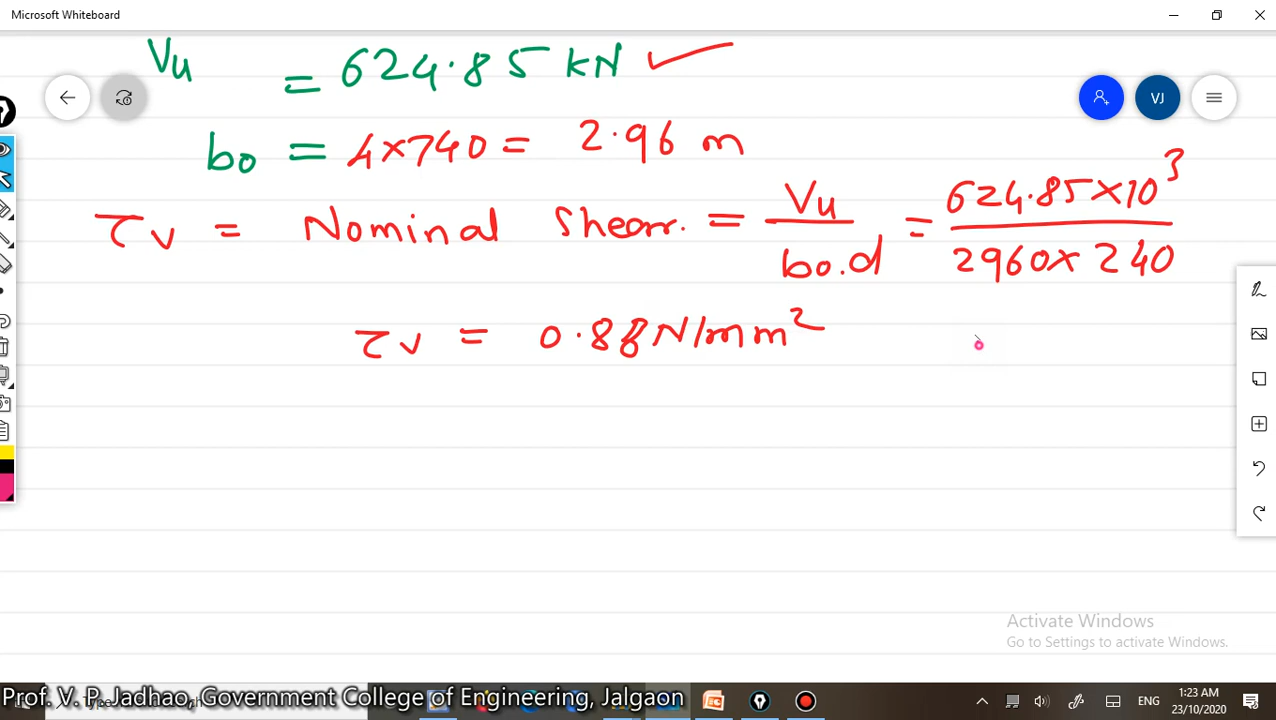 Microsoft Whiteboard
Vu = 624.85 kN ✓
VJ
bo = 4×740 = 2.96 m
τv = Nominal Shear. = Vu / bo.d = 624.85×10³ / 2960×240
τv = 0.88 N/mm²
Activate Windows
Go to Settings to activate Windows.
Prof. V. P. Jadhao, Government College of Engineering, Jalgaon
ENG
1:23 AM
23/10/2020